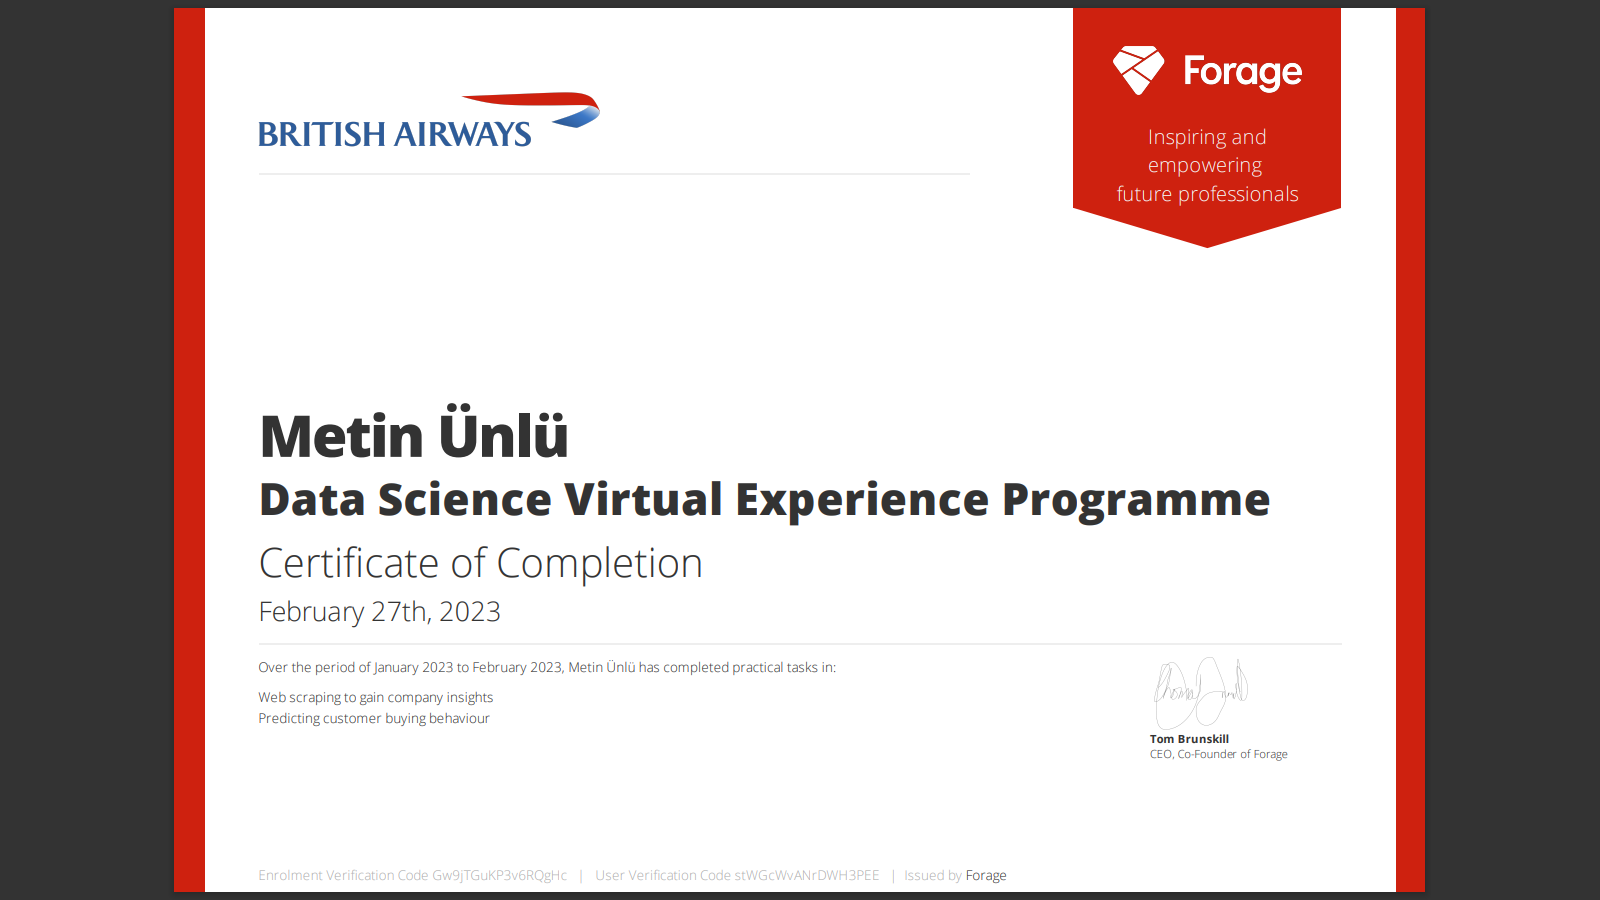 BRITISH AIRWAYS
Forage
Inspiring and
empowering
future professionals
Metin Ünlü
Data Science Virtual Experience Programme
Certificate of Completion
February 27th, 2023
Over the period of January 2023 to February 2023, Metin Ünlü has completed practical tasks in:
Web scraping to gain company insights
Predicting customer buying behaviour
Tom Brunskill
CEO, Co-Founder of Forage
Enrolment Verification Code Gw9jTGuKP3v6RQgHc | User Verification Code stWGcWvANrDWH3PEE | Issued by Forage